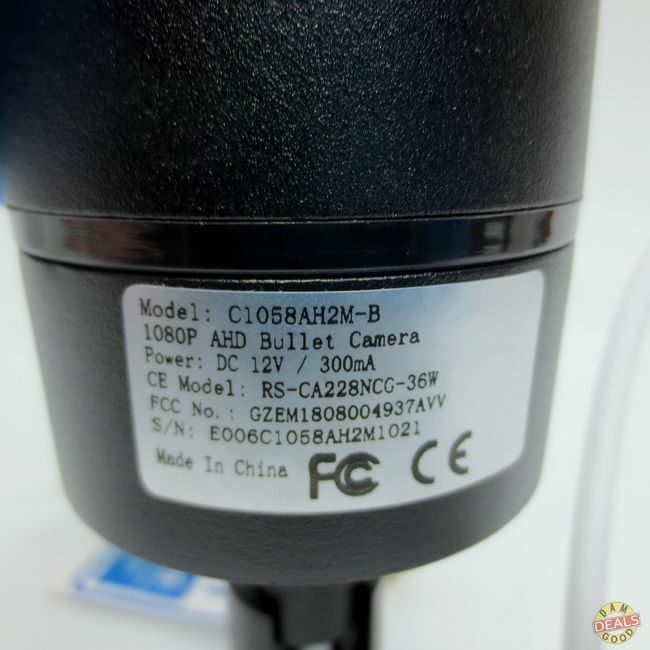 Model: C1058AH2M-B
1080P AHD Bullet Camera
Power: DC 12V / 300mA
CE Model: RS-CA228NCG-36W
FCC No.: GZEM1808004937AVV
S/N: E006C1058AH2M1021
Made In China FC CE
DAM
DEALS
GOOD